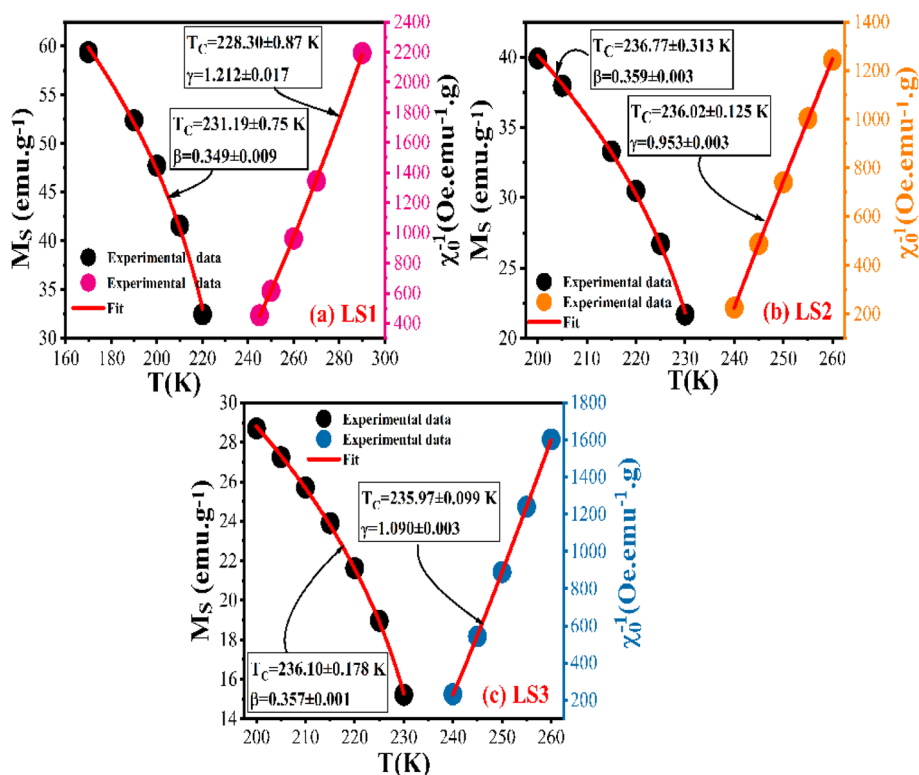 T_C=228.30±0.87 K
γ=1.212±0.017
T_C=231.19±0.75 K
β=0.349±0.009
Experimental data
Experimental data
Fit
(a) LS1
M_S (emu.g⁻¹)
60
55
50
45
40
35
30
160 180 200 220 240 260 280 300
T(K)
2400
2200
2000
1800
1600
1400
1200
1000
800
600
400
χ₀⁻¹(Oe.emu⁻¹.g)
T_C=236.77±0.313 K
β=0.359±0.003
T_C=236.02±0.125 K
γ=0.953±0.003
Experimental data
Experimental data
Fit
(b) LS2
M_S (emu.g⁻¹)
40
35
30
25
20
200 210 220 230 240 250 260
T(K)
1400
1200
1000
800
600
400
200
χ₀⁻¹(Oe.emu⁻¹.g)
Experimental data
Experimental data
Fit
T_C=235.97±0.099 K
γ=1.090±0.003
T_C=236.10±0.178 K
β=0.357±0.001
(c) LS3
M_S (emu.g⁻¹)
30
28
26
24
22
20
18
16
14
200 210 220 230 240 250 260
T(K)
1800
1600
1400
1200
1000
800
600
400
200
χ₀⁻¹(Oe.emu⁻¹.g)